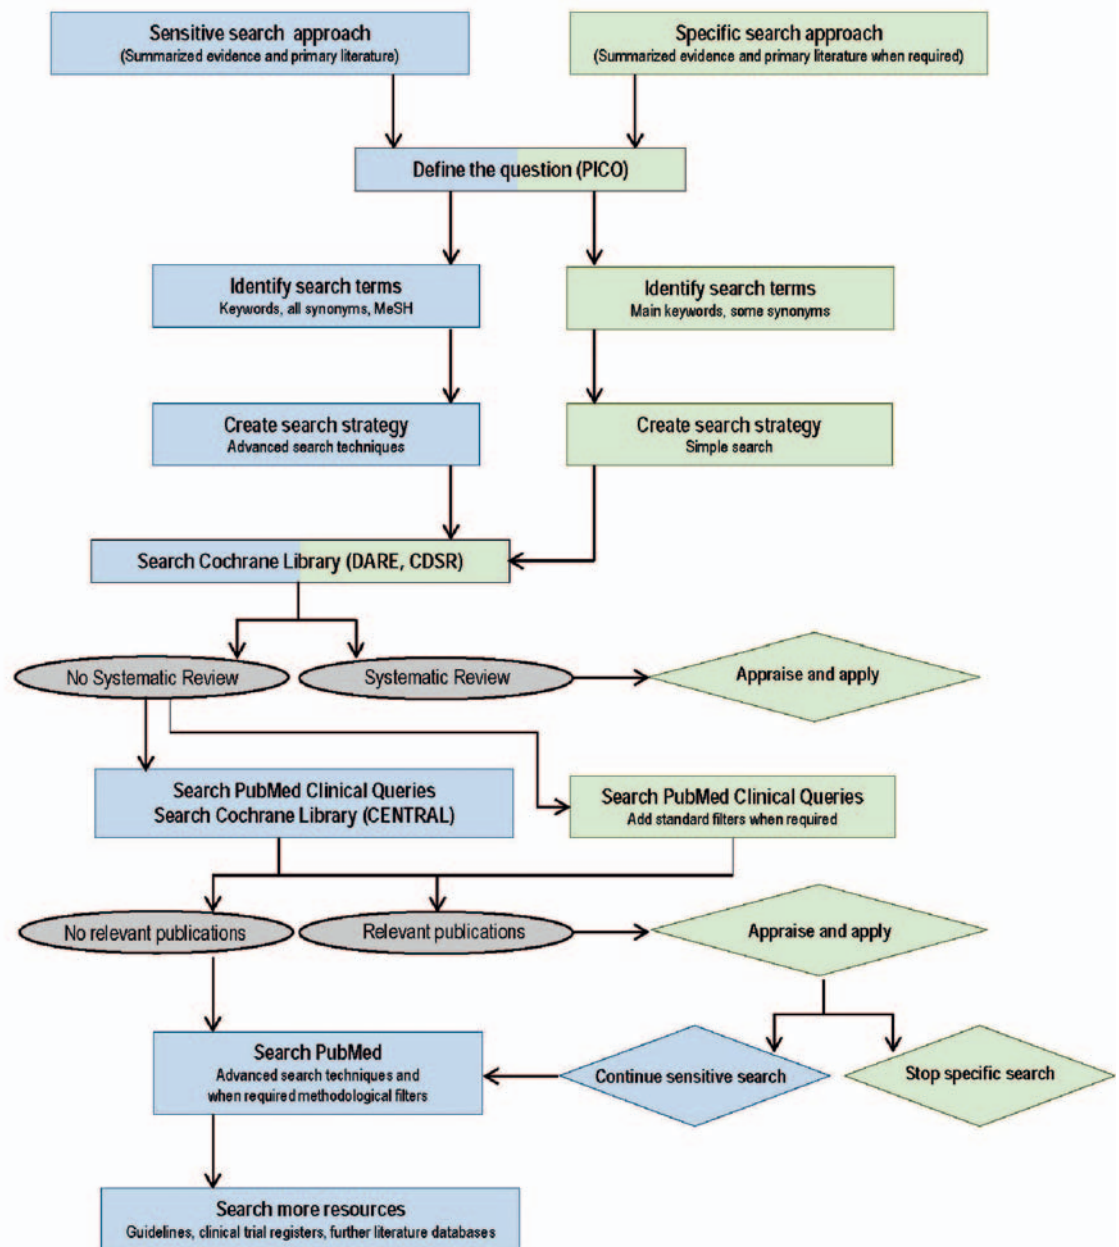 Sensitive search approach
(Summarized evidence and primary literature)
Specific search approach
(Summarized evidence and primary literature when required)
Define the question (PICO)
Identify search terms
Keywords, all synonyms, MeSH
Identify search terms
Main keywords, some synonyms
Create search strategy
Advanced search techniques
Create search strategy
Simple search
Search Cochrane Library (DARE, CDSR)
No Systematic Review
Systematic Review
Appraise and apply
Search PubMed Clinical Queries
Search Cochrane Library (CENTRAL)
Search PubMed Clinical Queries
Add standard filters when required
No relevant publications
Relevant publications
Appraise and apply
Search PubMed
Advanced search techniques and
when required methodological filters
Continue sensitive search
Stop specific search
Search more resources
Guidelines, clinical trial registers, further literature databases